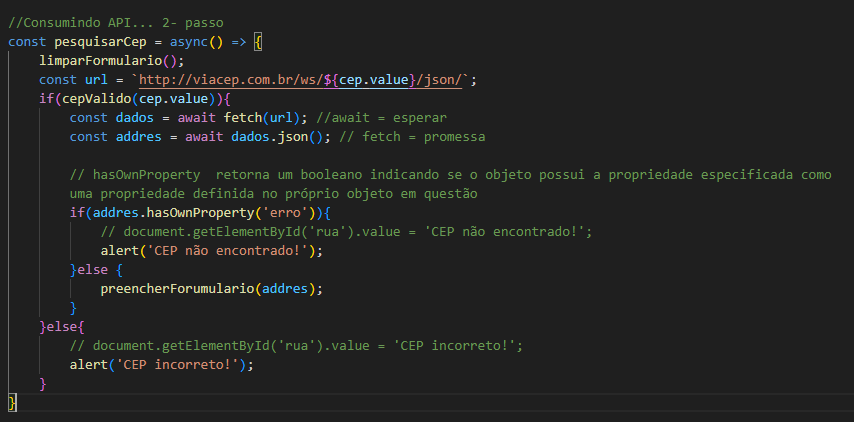 //Consumindo API... 2- passo
const pesquisarCep = async() => {
    limparFormulario();
    const url = `http://viacep.com.br/ws/${cep.value}/json/`;
    if(cepValido(cep.value)){
        const dados = await fetch(url); //await = esperar
        const addres = await dados.json(); // fetch = promessa

        // hasOwnProperty  retorna um booleano indicando se o objeto possui a propriedade especificada como
        uma propriedade definida no próprio objeto em questão
        if(addres.hasOwnProperty('erro')){
            // document.getElementById('rua').value = 'CEP não encontrado!';
            alert('CEP não encontrado!');
        }else {
            preencherForumulario(addres);
        }
    }else{
        // document.getElementById('rua').value = 'CEP incorreto!';
        alert('CEP incorreto!');
    }
}